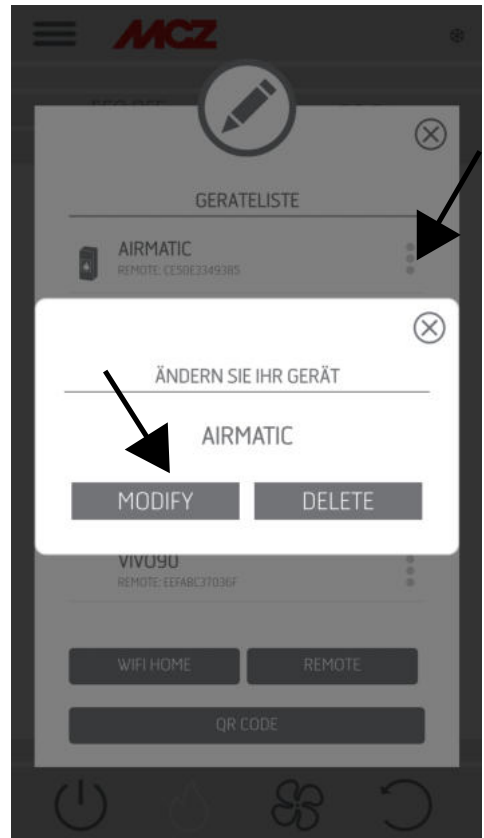 MCZ
GERATELISTE
AIRMATIC
REMOTE: CE50E3349385
ÄNDERN SIE IHR GERÄT
AIRMATIC
MODIFY DELETE
VIVO90
REMOTE: EEFABC37036F
WIFI HOME REMOTE
QR CODE